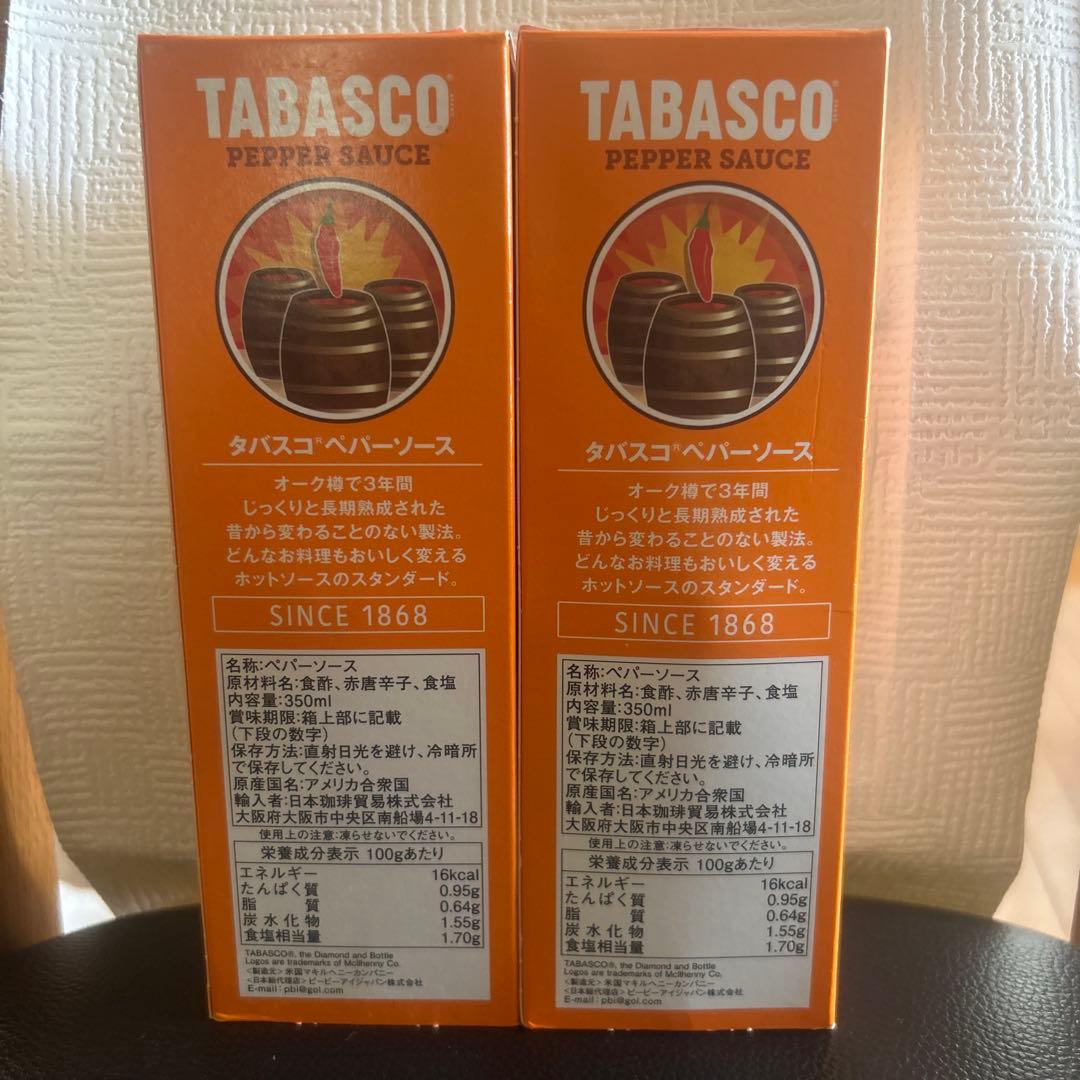 TABASCO®
PEPPER SAUCE
タバスコ®ペパーソース
オーク樽で3年間
じっくりと長期熟成された
昔から変わることのない製法。
どんなお料理もおいしく変える
ホットソースのスタンダード。
SINCE 1868
名称:ペパーソース
原材料名:食酢、赤唐辛子、食塩
内容量:350ml
賞味期限:箱上部に記載
(下段の数字)
保存方法:直射日光を避け、冷暗所
で保存してください。
原産国名:アメリカ合衆国
輸入者:日本珈琲貿易株式会社
大阪府大阪市中央区南船場4-11-18
使用上の注意:凍らせないでください。
栄養成分表示 100gあたり
エネルギー 16kcal
たんぱく質 0.95g
脂質 0.64g
炭水化物 1.55g
食塩相当量 1.70g
TABASCO®, the Diamond and Bottle
Logos are trademarks of McIlhenny Co.
<製造元>米国マキルヘニーカンパニー
<日本総代理店>ピービーアイジャパン株式会社
E-mail:pbi@gol.com
TABASCO®
PEPPER SAUCE
タバスコ®ペパーソース
オーク樽で3年間
じっくりと長期熟成された
昔から変わることのない製法。
どんなお料理もおいしく変える
ホットソースのスタンダード。
SINCE 1868
名称:ペパーソース
原材料名:食酢、赤唐辛子、食塩
内容量:350ml
賞味期限:箱上部に記載
(下段の数字)
保存方法:直射日光を避け、冷暗所
で保存してください。
原産国名:アメリカ合衆国
輸入者:日本珈琲貿易株式会社
大阪府大阪市中央区南船場4-11-18
使用上の注意:凍らせないでください。
栄養成分表示 100gあたり
エネルギー 16kcal
たんぱく質 0.95g
脂質 0.64g
炭水化物 1.55g
食塩相当量 1.70g
TABASCO®, the Diamond and Bottle
Logos are trademarks of McIlhenny Co.
<製造元>米国マキルヘニーカンパニー
<日本総代理店>ピービーアイジャパン株式会社
E-mail:pbi@gol.com